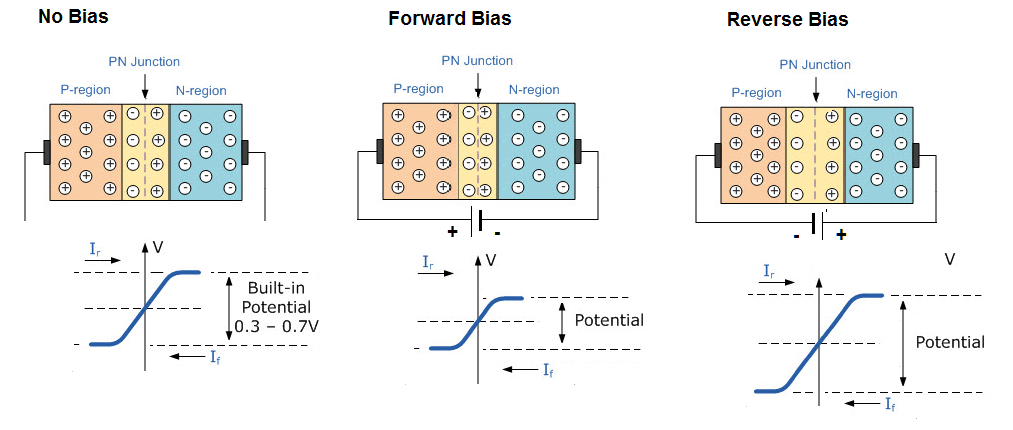 No Bias
PN Junction
P-region
N-region
+ + + + + + + + + + +
- - - -
+ + + +
- - - - - - - - - - -
Ir
V
Built-in
Potential
0.3 – 0.7V
If
Forward Bias
PN Junction
P-region
N-region
+ + + + + + + + + + +
- - - -
+ + + +
- - - - - - - - - - -
+ -
Ir
V
Potential
If
Reverse Bias
PN Junction
P-region
N-region
+ + + + + + + + + + +
- - - -
+ + + +
- - - - - - - - - - -
- +
V
Ir
Potential
If